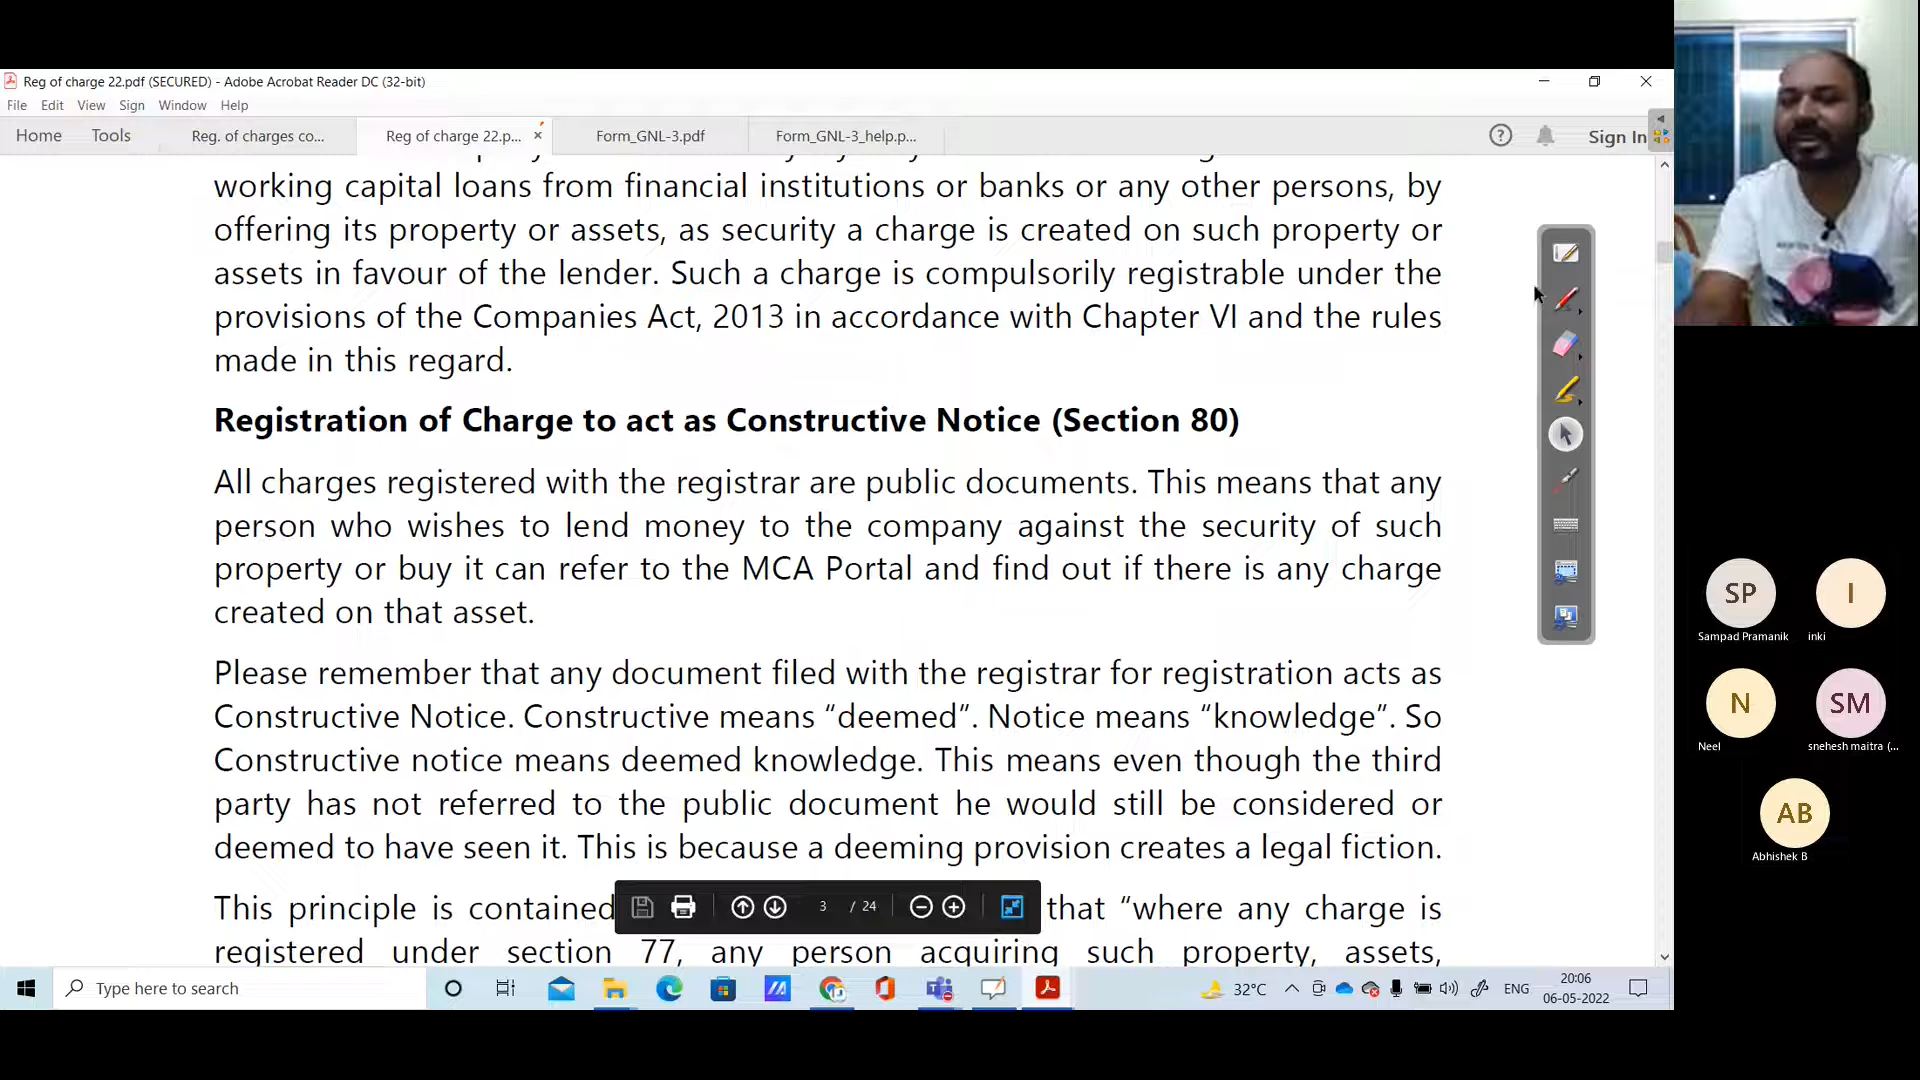 Reg of charge 22.pdf (SECURED) - Adobe Acrobat Reader DC (32-bit)
File Edit View Sign Window Help
Home Tools Reg. of charges co... Reg of charge 22.p... Form_GNL-3.pdf Form_GNL-3_help.p... Sign In
working capital loans from financial institutions or banks or any other persons, by
offering its property or assets, as security a charge is created on such property or
assets in favour of the lender. Such a charge is compulsorily registrable under the
provisions of the Companies Act, 2013 in accordance with Chapter VI and the rules
made in this regard.
Registration of Charge to act as Constructive Notice (Section 80)
All charges registered with the registrar are public documents. This means that any
person who wishes to lend money to the company against the security of such
property or buy it can refer to the MCA Portal and find out if there is any charge
created on that asset.
Please remember that any document filed with the registrar for registration acts as
Constructive Notice. Constructive means “deemed”. Notice means “knowledge”. So
Constructive notice means deemed knowledge. This means even though the third
party has not referred to the public document he would still be considered or
deemed to have seen it. This is because a deeming provision creates a legal fiction.
This principle is contained that “where any charge is
3 / 24
registered under section 77, any person acquiring such property, assets,
SP I
Sampad Pramanik inki
N SM
Neel snehesh maitra (...
AB
Abhishek B
Type here to search
32°C ENG
20:06
06-05-2022